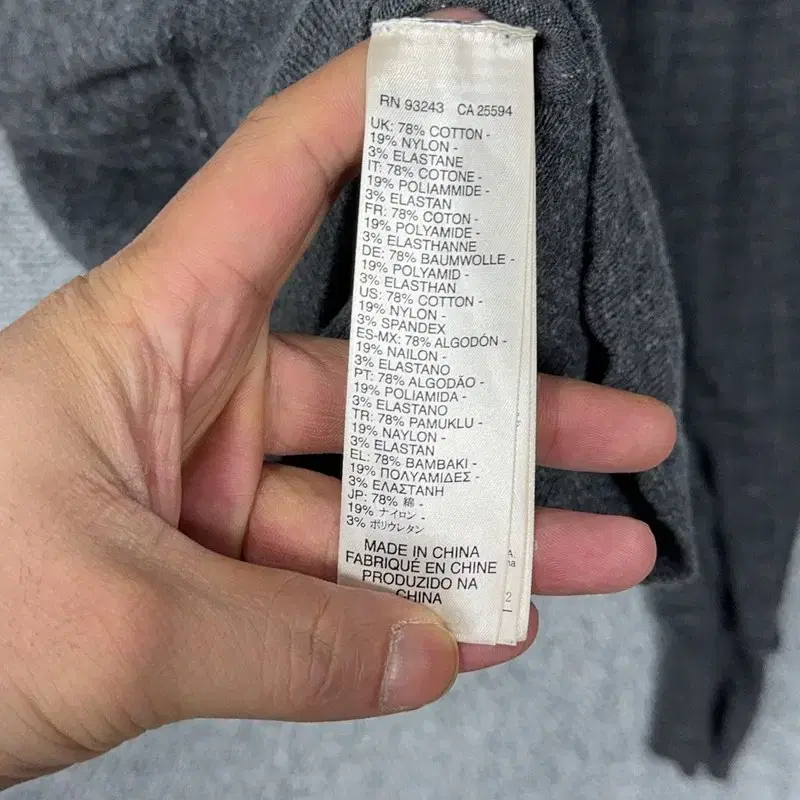 RN 93243 CA 25594
UK: 78% COTTON -
19% NYLON -
3% ELASTANE
IT: 78% COTONE -
19% POLIAMMIDE -
3% ELASTAN
FR: 78% COTON -
19% POLYAMIDE -
3% ELASTHANNE
DE: 78% BAUMWOLLE -
19% POLYAMID -
3% ELASTHAN
US: 78% COTTON -
19% NYLON -
3% SPANDEX
ES-MX: 78% ALGODÓN -
19% NAILON -
3% ELASTANO
PT: 78% ALGODÃO -
19% POLIAMIDA -
3% ELASTANO
TR: 78% PAMUKLU -
19% NAYLON -
3% ELASTAN
EL: 78% BAMBAKI -
19% ΠΟΛΥΑΜΙΔΕΣ -
3% ΕΛΑΣΤΑΝΗ
JP: 78% 綿 -
19% ナイロン -
3% ポリウレタン
MADE IN CHINA
FABRIQUÉ EN CHINE
PRODUZIDO NA
CHINA